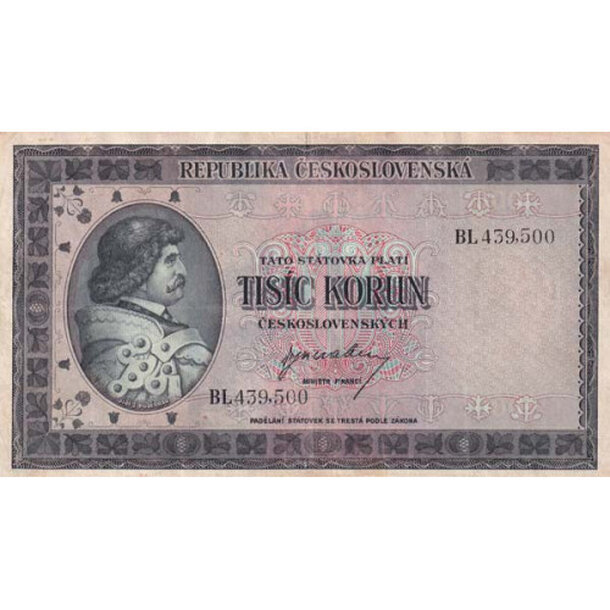 REPUBLIKA ČESKOSLOVENSKÁ
BL 439.500
TATO STÁTOVKA PLATÍ
TISÍC KORUN
ČESKOSLOVENSKÝCH
MINISTR FINANCÍ
BL 439.500
PADĚLÁNÍ STÁTOVEK SE TRESTÁ PODLE ZÁKONA